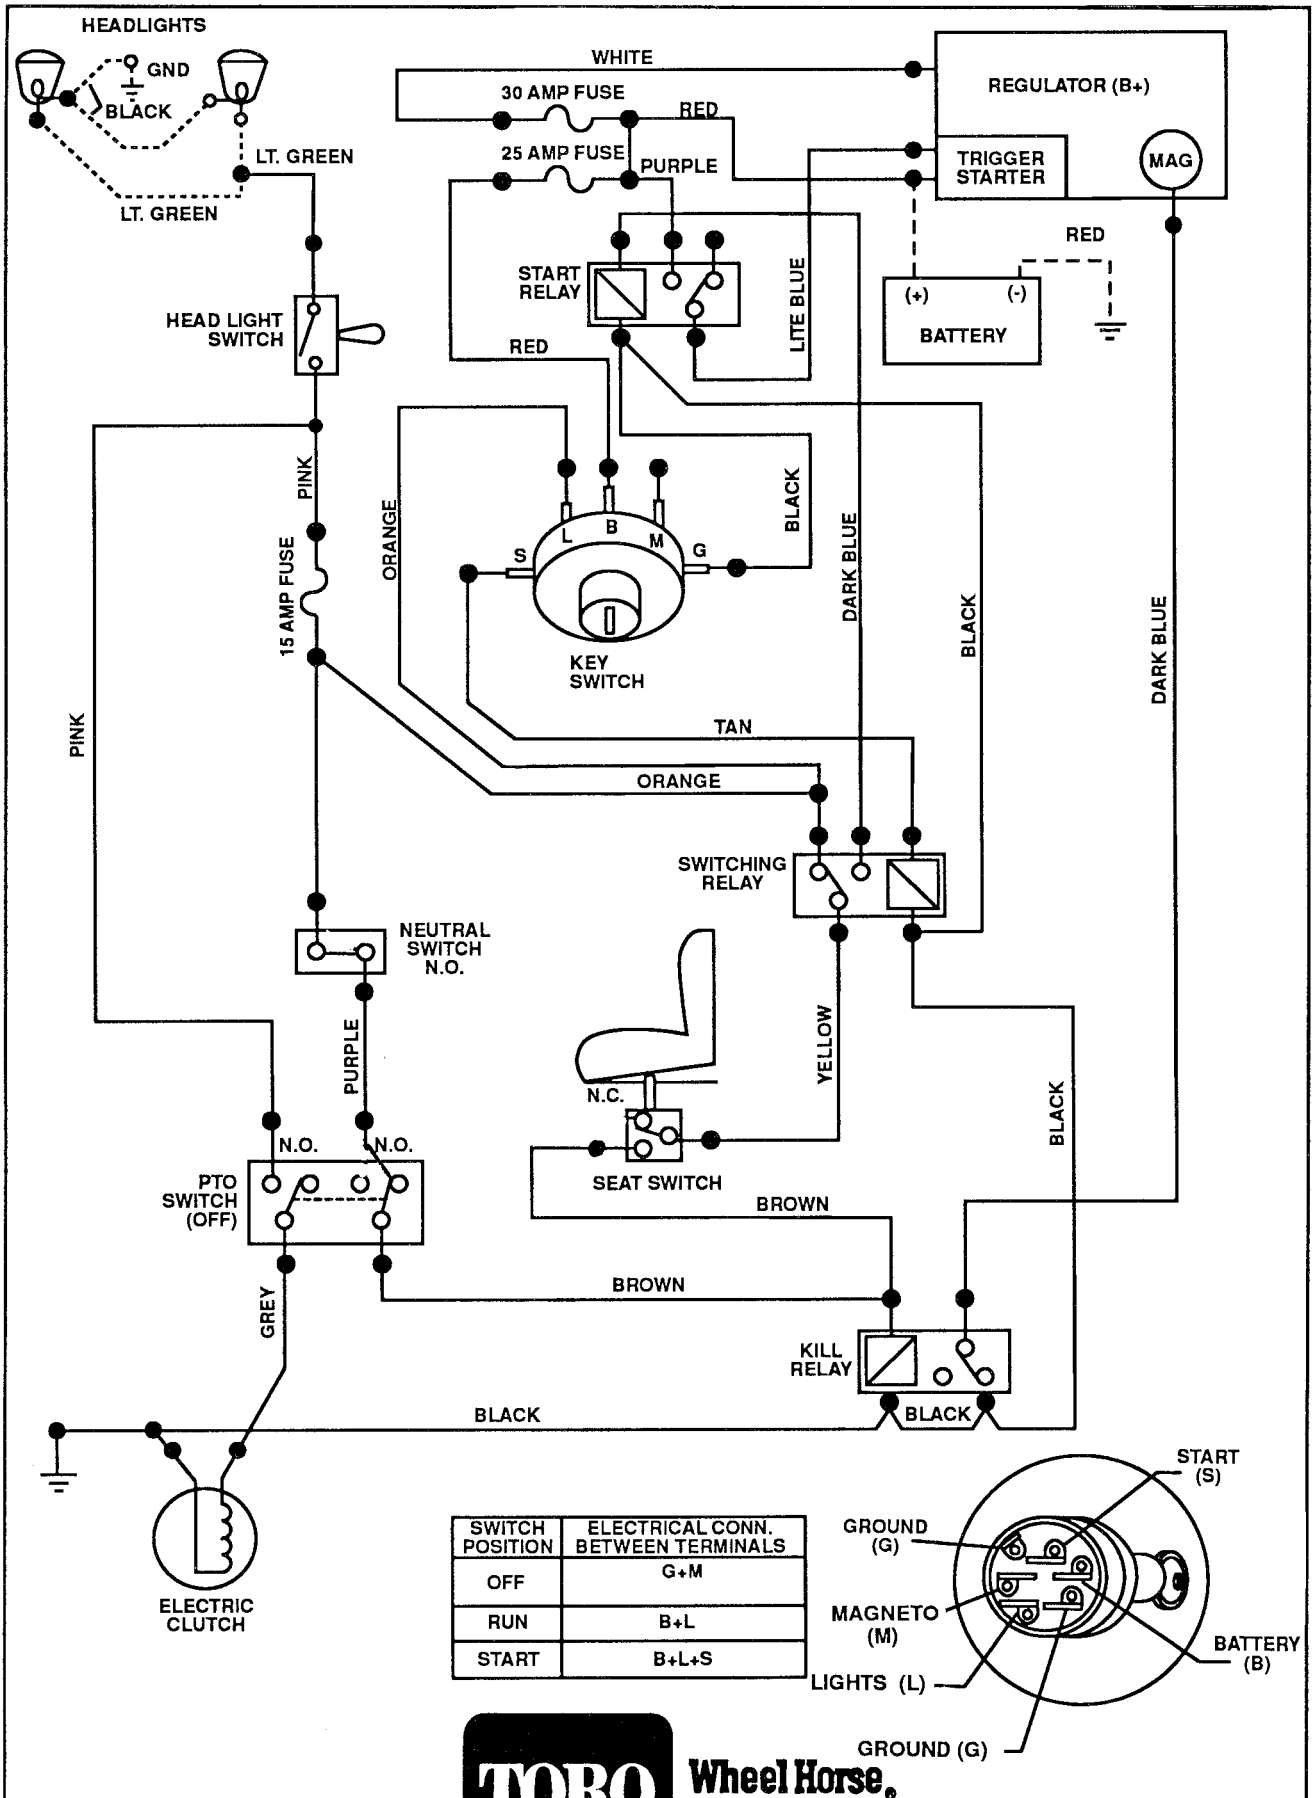 HEADLIGHTS
GND
BLACK
LT. GREEN
LT. GREEN
WHITE
30 AMP FUSE
RED
25 AMP FUSE
PURPLE
REGULATOR (B+)
TRIGGER
STARTER
MAG
RED
(+)
(-)
BATTERY
START
RELAY
LITE BLUE
HEAD LIGHT
SWITCH
RED
PINK
ORANGE
BLACK
L
B
M
S
G
15 AMP FUSE
DARK BLUE
BLACK
DARK BLUE
KEY
SWITCH
PINK
TAN
ORANGE
SWITCHING
RELAY
NEUTRAL
SWITCH
N.O.
PURPLE
YELLOW
N.C.
BLACK
N.O.
N.O.
PTO
SWITCH
(OFF)
SEAT SWITCH
BROWN
GREY
BROWN
KILL
RELAY
BLACK
BLACK
ELECTRIC
CLUTCH
SWITCH
POSITION
ELECTRICAL CONN.
BETWEEN TERMINALS
OFF
G+M
RUN
B+L
START
B+L+S
START
(S)
GROUND
(G)
MAGNETO
(M)
BATTERY
(B)
LIGHTS (L)
GROUND (G)
TORO
Wheel Horse®